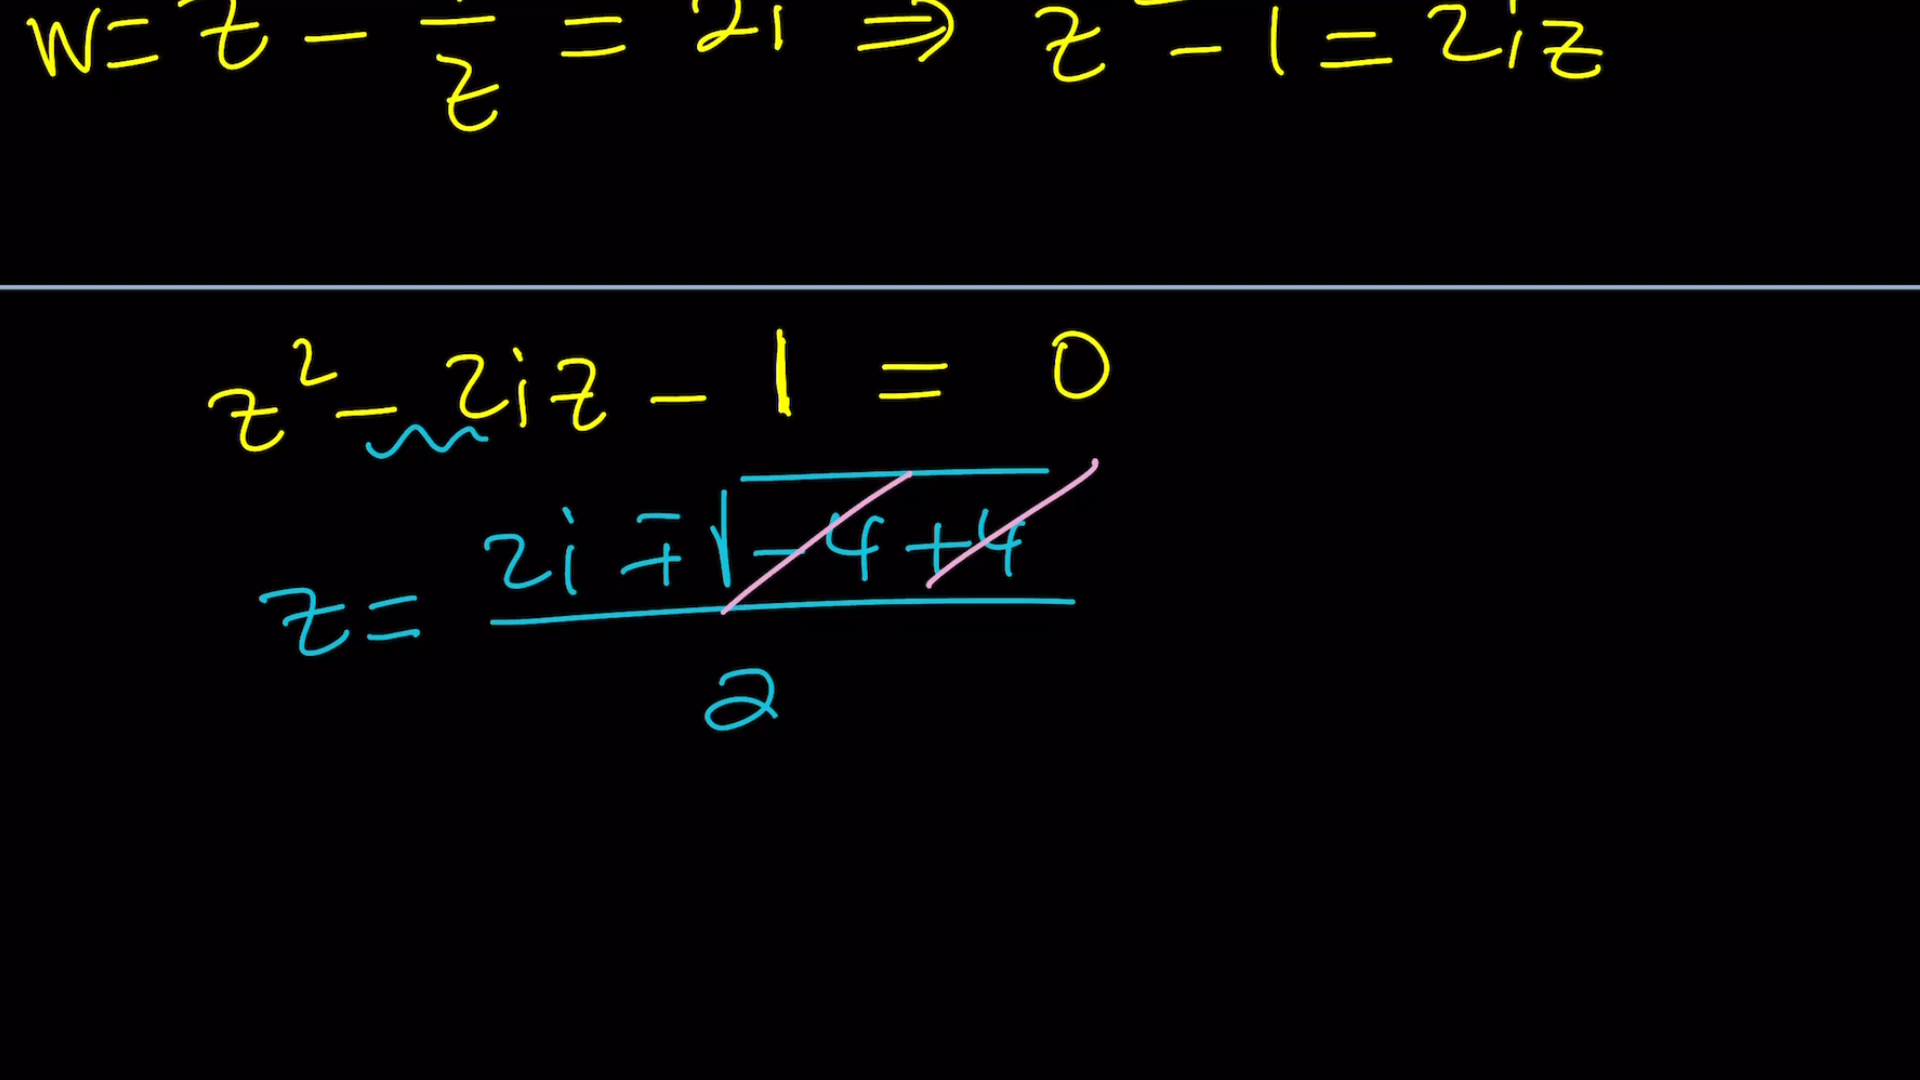 w = z - 1/z = 2i ⇒ z² - 1 = 2iz
z² - 2iz - 1 = 0
z = (2i ∓ √(-4 + 4))/2